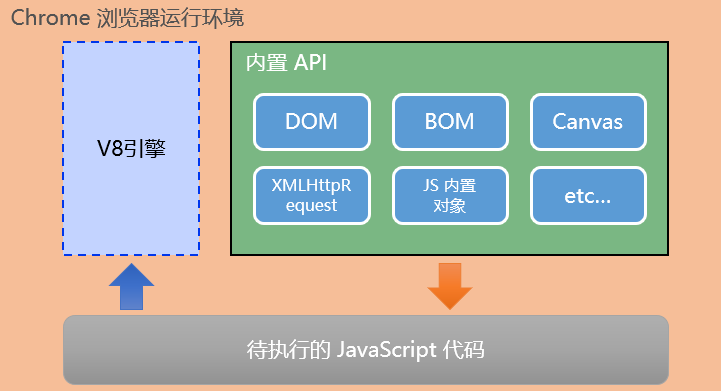 Chrome 浏览器运行环境
V8引擎
内置 API
DOM
BOM
Canvas
XMLHttpR
equest
JS 内置
对象
etc...
待执行的 JavaScript 代码